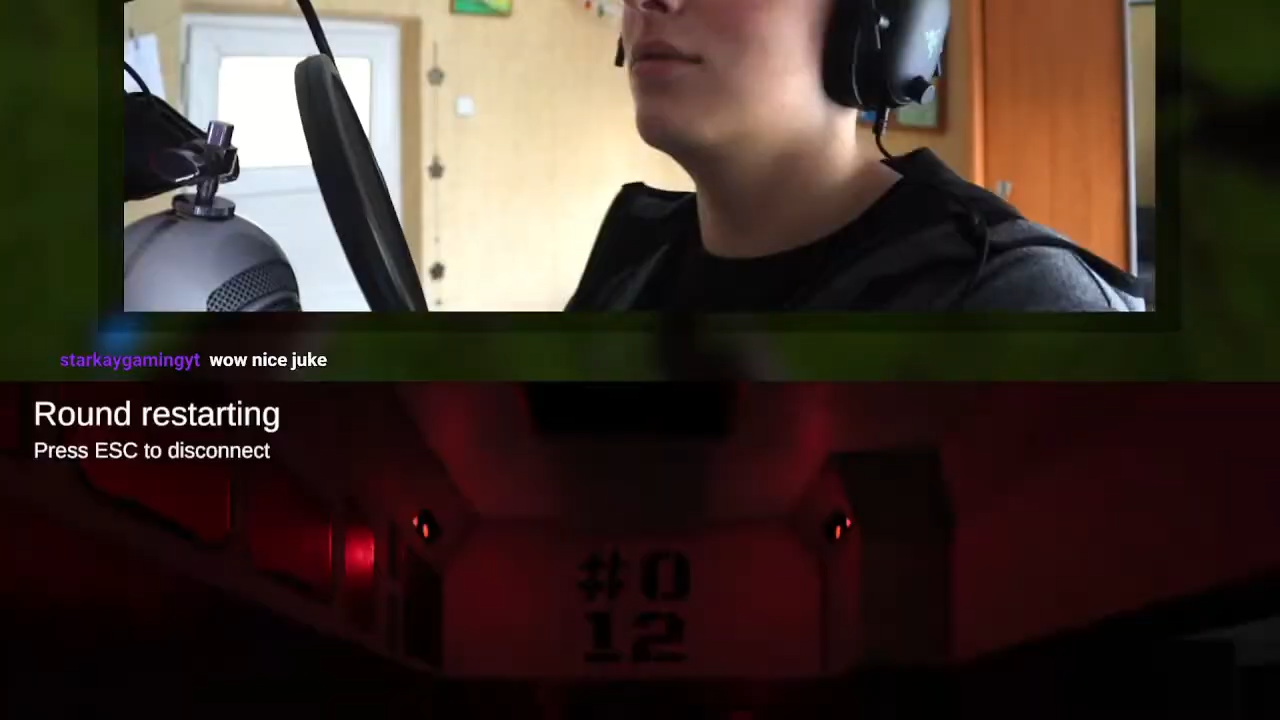 starkaygamingyt wow nice juke
Round restarting
Press ESC to disconnect
#0
12